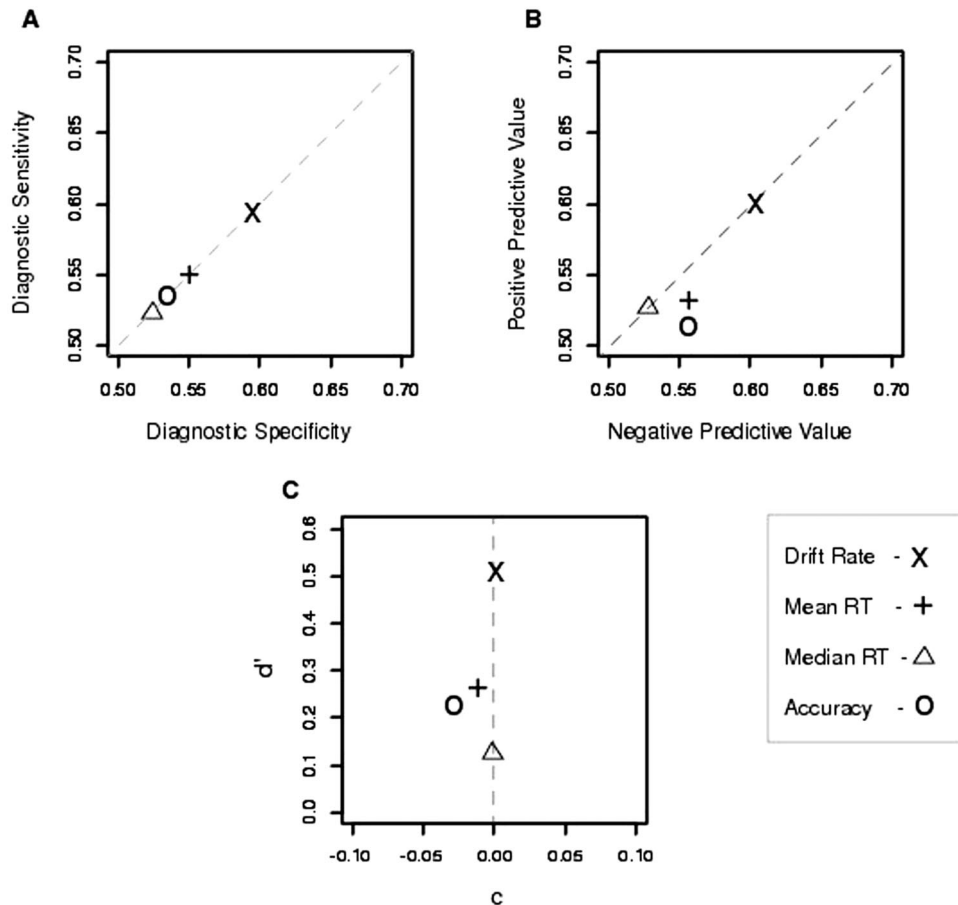 A
B
Diagnostic Sensitivity
0.70
0.65
0.60
0.55
0.50
0.50 0.55 0.60 0.65 0.70
Diagnostic Specificity
Positive Predictive Value
0.70
0.65
0.60
0.55
0.50
0.50 0.55 0.60 0.65 0.70
Negative Predictive Value
C
d'
0.6
0.5
0.4
0.3
0.2
0.1
0.0
-0.10 -0.05 0.00 0.05 0.10
c
Drift Rate - X
Mean RT - +
Median RT - △
Accuracy - O